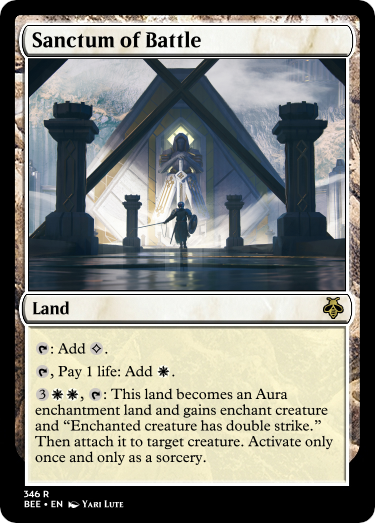 Sanctum of Battle
Land
: Add .
, Pay 1 life: Add .
3 , : This land becomes an Aura
enchantment land and gains enchant creature
and “Enchanted creature has double strike.”
Then attach it to target creature. Activate only
once and only as a sorcery.
346 R
BEE • EN Yari Lute